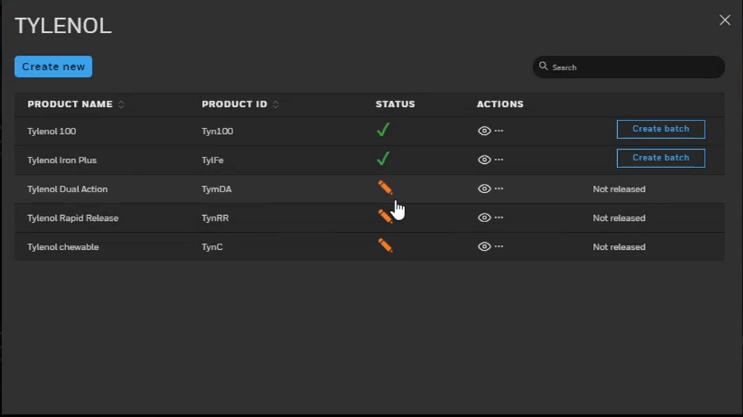 TYLENOL
Create new
Search
PRODUCT NAME PRODUCT ID STATUS ACTIONS
Tylenol 100 Tyn100 Create batch
Tylenol Iron Plus TylFe Create batch
Tylenol Dual Action TymDA Not released
Tylenol Rapid Release TynRR Not released
Tylenol chewable TynC Not released